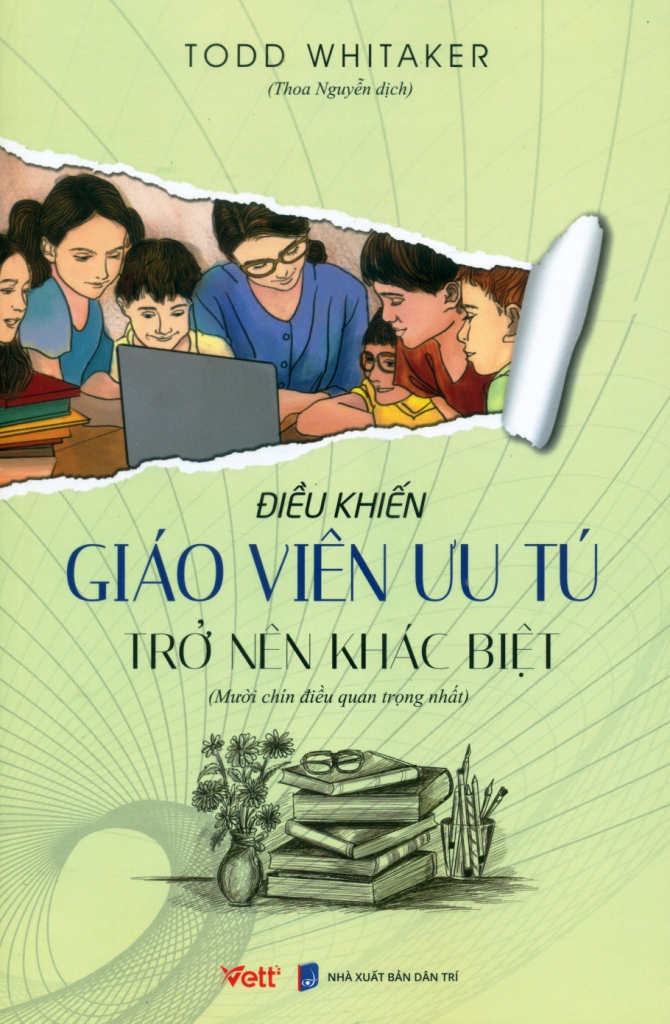 TODD WHITAKER
(Thoa Nguyễn dịch)
ĐIỀU KHIẾN
GIÁO VIÊN ƯU TÚ
TRỞ NÊN KHÁC BIỆT
(Mười chín điều quan trọng nhất)
vett
NHÀ XUẤT BẢN DÂN TRÍ